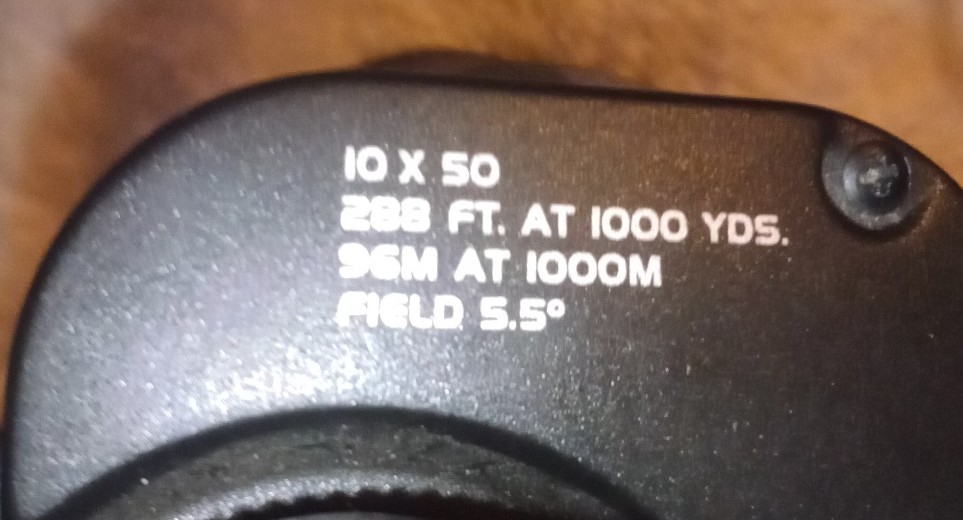 10 X 50
288 FT. AT 1000 YDS.
96M AT 1000M
FIELD 5.5°